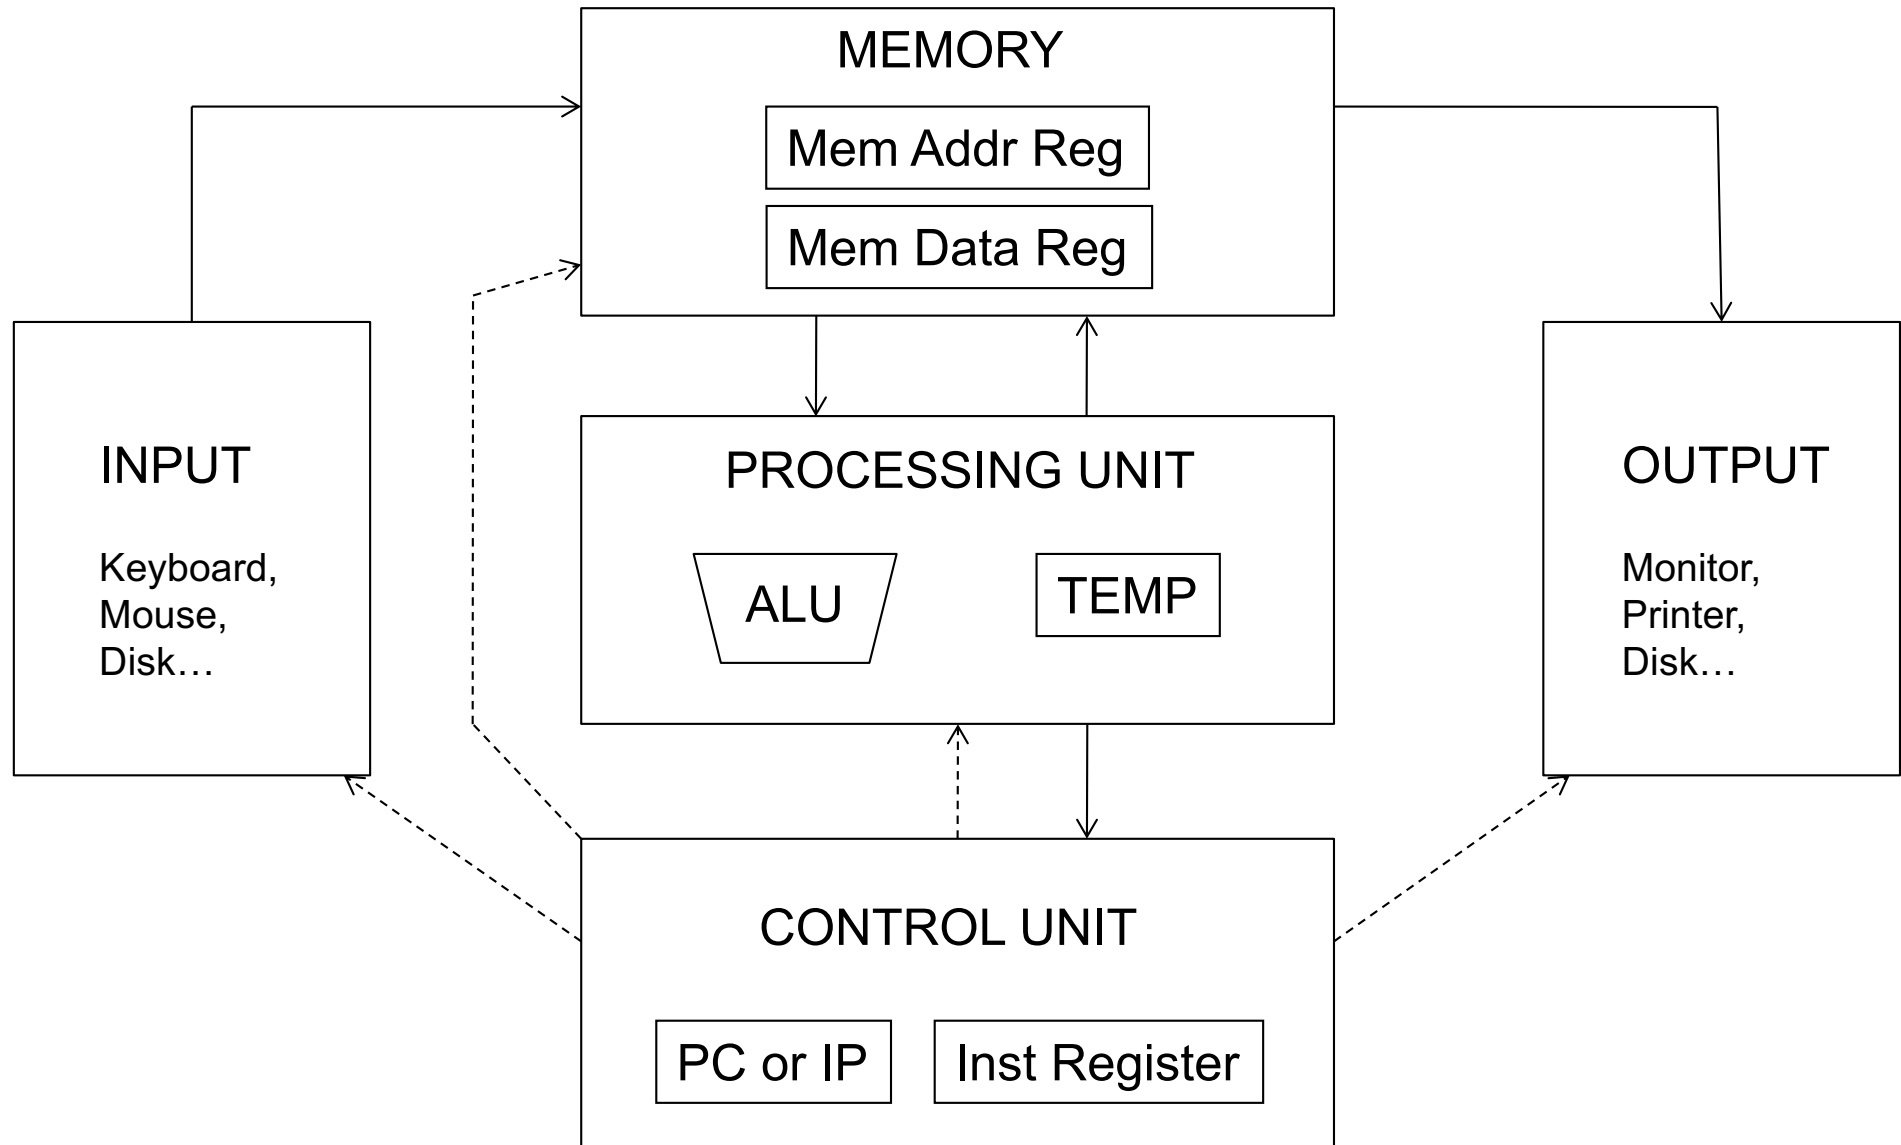 MEMORY
Mem Addr Reg
Mem Data Reg
INPUT
Keyboard,
Mouse,
Disk…
PROCESSING UNIT
ALU
TEMP
OUTPUT
Monitor,
Printer,
Disk…
CONTROL UNIT
PC or IP
Inst Register